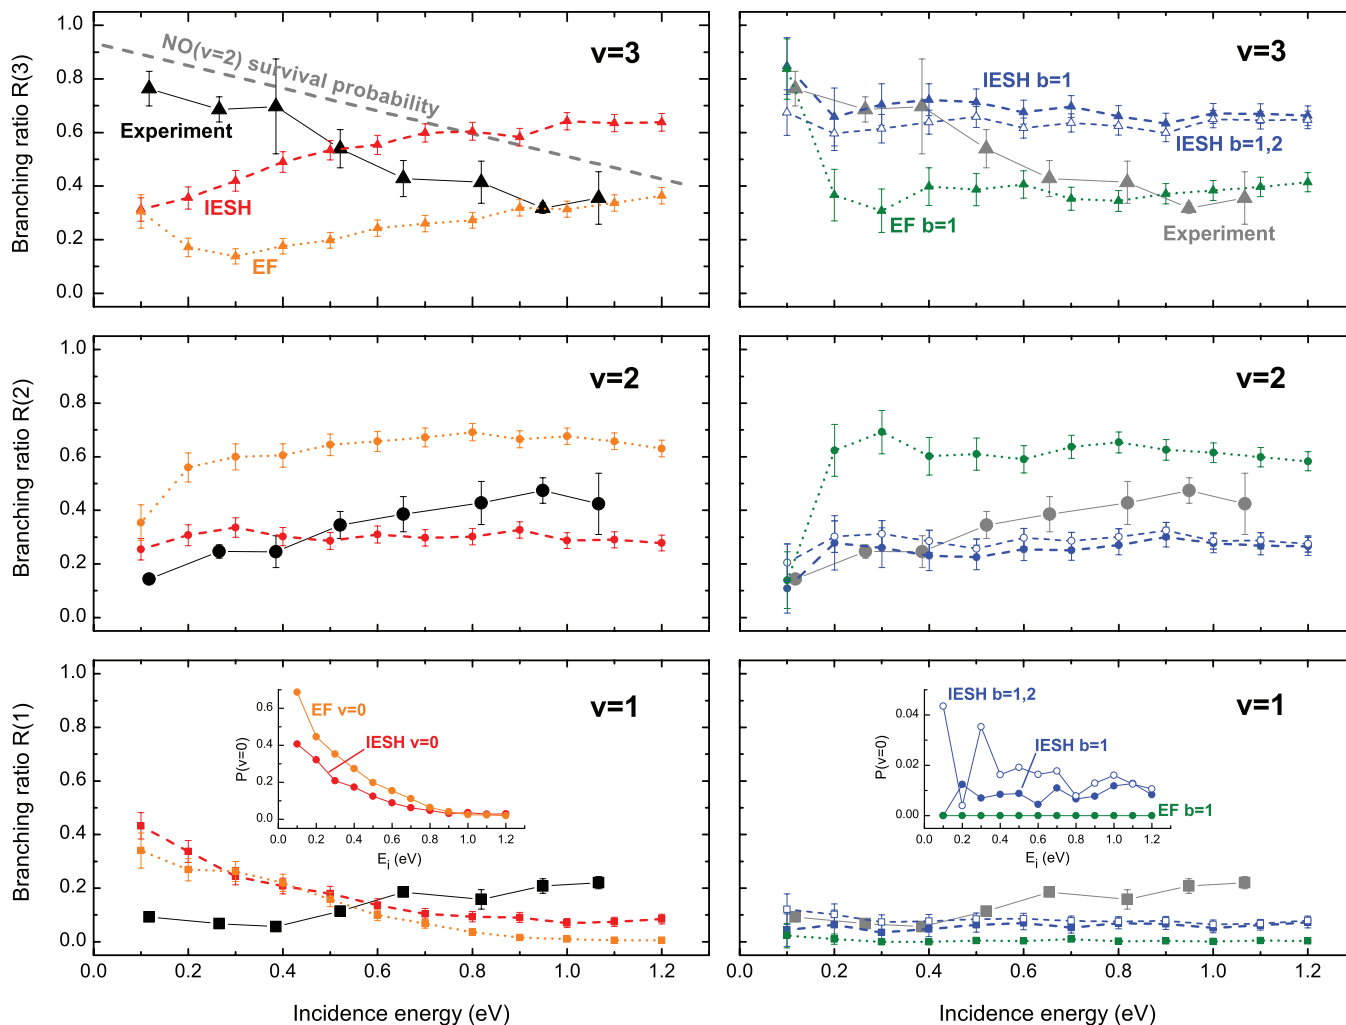 Branching ratio R(3)
1.0
0.8
0.6
0.4
0.2
0.0
NO(v=2) survival probability
v=3
Experiment
IESH
EF
v=3
IESH b=1
IESH b=1,2
EF b=1
Experiment
Branching ratio R(2)
1.0
0.8
0.6
0.4
0.2
0.0
v=2
v=2
Branching ratio R(1)
1.0
0.8
0.6
0.4
0.2
0.0
v=1
P(v=0)
0.6
0.4
0.2
0.0
EF v=0
IESH v=0
0.0 0.2 0.4 0.6 0.8 1.0 1.2
E_i (eV)
0.0 0.2 0.4 0.6 0.8 1.0 1.2
Incidence energy (eV)
v=1
P(v=0)
0.04
0.02
0.00
IESH b=1,2
IESH b=1
EF b=1
0.0 0.2 0.4 0.6 0.8 1.0 1.2
E_i (eV)
0.0 0.2 0.4 0.6 0.8 1.0 1.2
Incidence energy (eV)